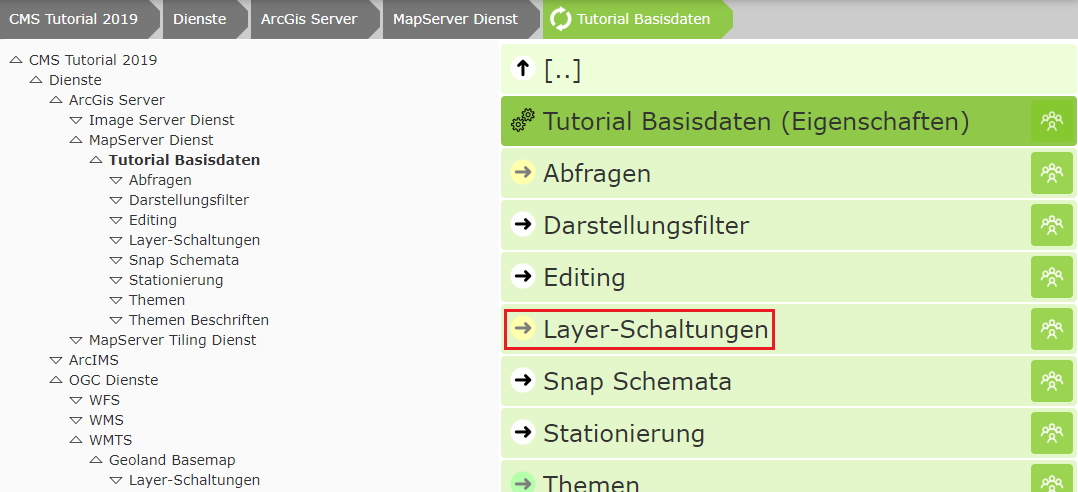 CMS Tutorial 2019
Dienste
ArcGis Server
MapServer Dienst
Tutorial Basisdaten
CMS Tutorial 2019
Dienste
ArcGis Server
Image Server Dienst
MapServer Dienst
Tutorial Basisdaten
Abfragen
Darstellungsfilter
Editing
Layer-Schaltungen
Snap Schemata
Stationierung
Themen
Themen Beschriften
MapServer Tiling Dienst
ArcIMS
OGC Dienste
WFS
WMS
WMTS
Geoland Basemap
Layer-Schaltungen
[..]
Tutorial Basisdaten (Eigenschaften)
Abfragen
Darstellungsfilter
Editing
Layer-Schaltungen
Snap Schemata
Stationierung
Themen